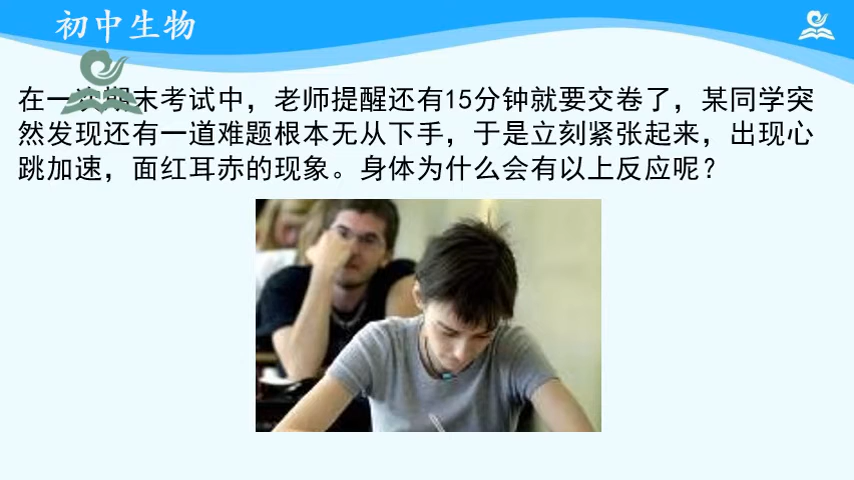 初中生物
在一次期末考试中，老师提醒还有15分钟就要交卷了，某同学突
然发现还有一道难题根本无从下手，于是立刻紧张起来，出现心
跳加速，面红耳赤的现象。身体为什么会有以上反应呢？